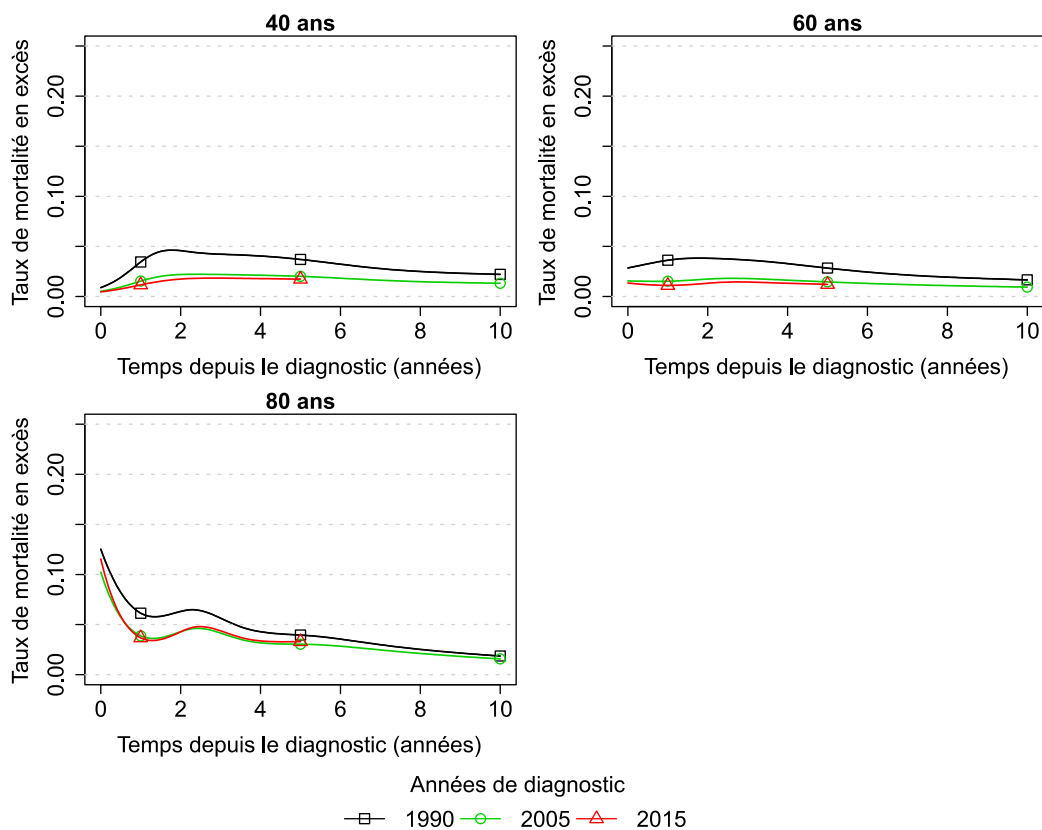 40 ans
Taux de mortalité en excès
0.20
0.10
0.00
0 2 4 6 8 10
Temps depuis le diagnostic (années)
60 ans
Taux de mortalité en excès
0.20
0.10
0.00
0 2 4 6 8 10
Temps depuis le diagnostic (années)
80 ans
Taux de mortalité en excès
0.20
0.10
0.00
0 2 4 6 8 10
Temps depuis le diagnostic (années)
Années de diagnostic
1990 2005 2015